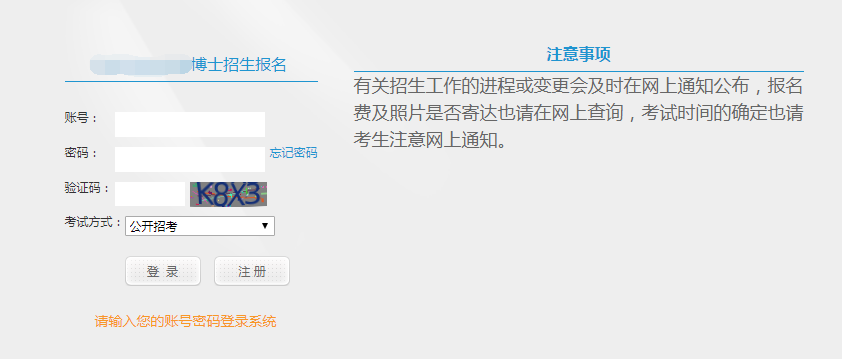 博士招生报名
账号：
密码：
忘记密码
验证码：
K8X3
考试方式：
公开招考
登 录
注 册
请输入您的账号密码登录系统
注意事项
有关招生工作的进程或变更会及时在网上通知公布，报名
费及照片是否寄达也请在网上查询，考试时间的确定也请
考生注意网上通知。